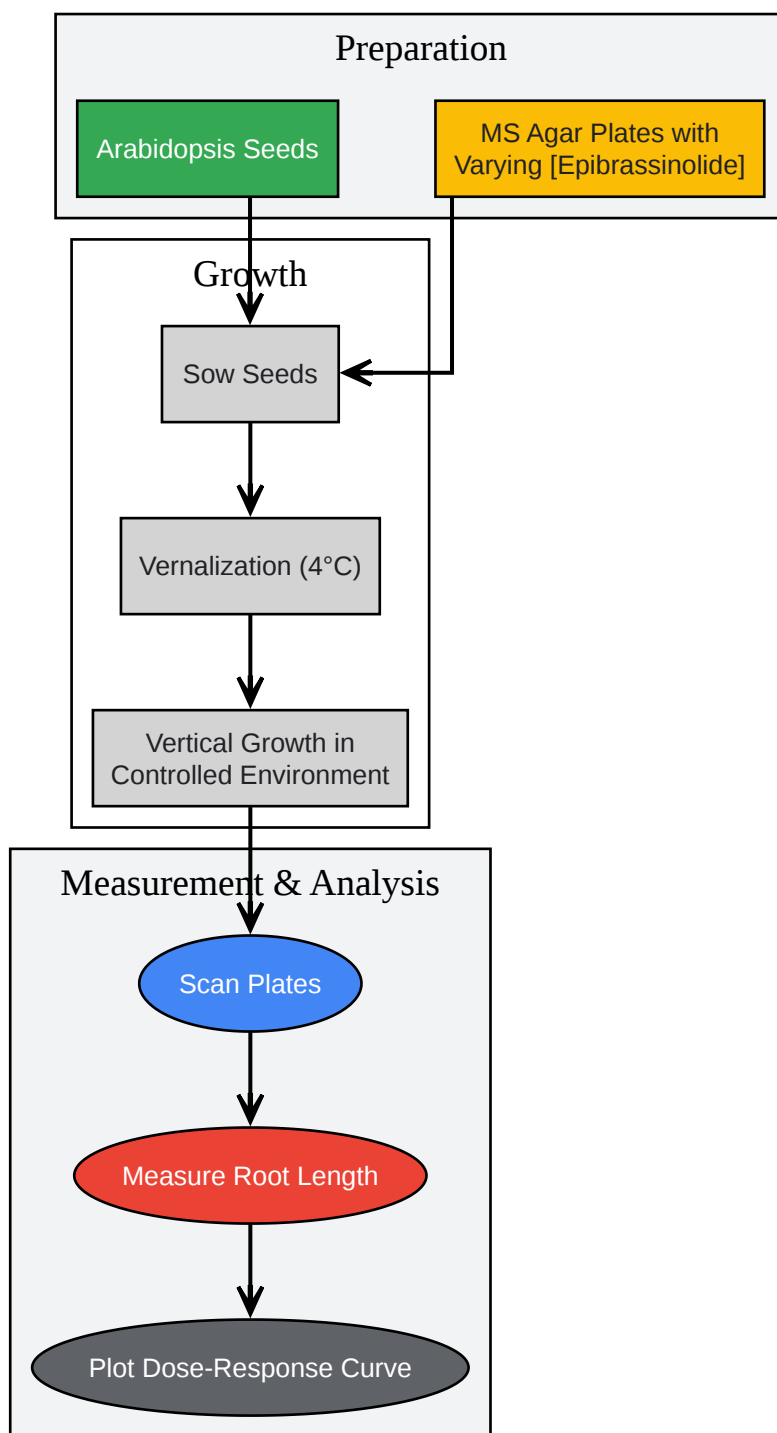 Preparation
Arabidopsis Seeds
MS Agar Plates with
Varying [Epibrassinolide]
Growth
Sow Seeds
Vernalization (4°C)
Vertical Growth in
Controlled Environment
Measurement & Analysis
Scan Plates
Measure Root Length
Plot Dose-Response Curve